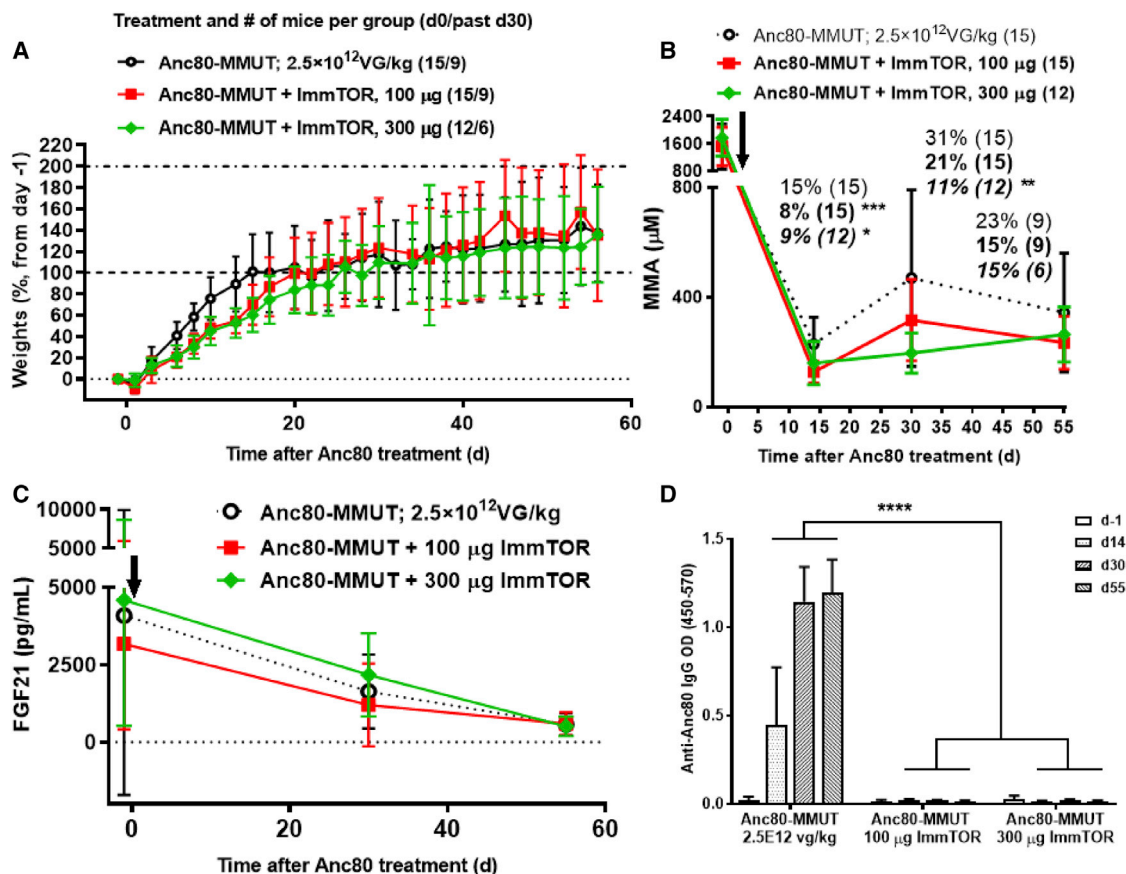 Treatment and # of mice per group (d0/past d30)
A
Anc80-MMUT; 2.5×10¹²VG/kg (15/9)
Anc80-MMUT + ImmTOR, 100 µg (15/9)
Anc80-MMUT + ImmTOR, 300 µg (12/6)
Weights (%, from day -1)
220
200
180
160
140
120
100
80
60
40
20
0
0
20
40
60
Time after Anc80 treatment (d)
B
Anc80-MMUT; 2.5×10¹²VG/kg (15)
Anc80-MMUT + ImmTOR, 100 µg (15)
Anc80-MMUT + ImmTOR, 300 µg (12)
MMA (µM)
2400
1600
800
800
400
0
15% (15)
8% (15) ***
9% (12) *
31% (15)
21% (15)
11% (12) **
23% (9)
15% (9)
15% (6)
0 5 10 15 20 25 30 35 40 45 50 55
Time after Anc80 treatment (d)
C
Anc80-MMUT; 2.5×10¹²VG/kg
Anc80-MMUT + 100 µg ImmTOR
Anc80-MMUT + 300 µg ImmTOR
FGF21 (pg/mL)
10000
5000
5000
2500
0
0
20
40
60
Time after Anc80 treatment (d)
D
****
d-1
d14
d30
d55
Anti-Anc80 IgG OD (450-570)
1.5
1.0
0.5
0.0
Anc80-MMUT
2.5E12 vg/kg
Anc80-MMUT
100 µg ImmTOR
Anc80-MMUT
300 µg ImmTOR